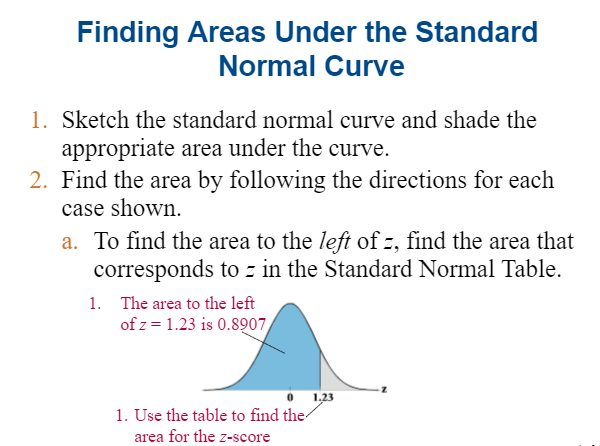 Finding Areas Under the Standard
Normal Curve
1. Sketch the standard normal curve and shade the
appropriate area under the curve.
2. Find the area by following the directions for each
case shown.
a. To find the area to the left of z, find the area that
corresponds to z in the Standard Normal Table.
1. The area to the left
of z = 1.23 is 0.8907
z
0 1.23
1. Use the table to find the
area for the z-score